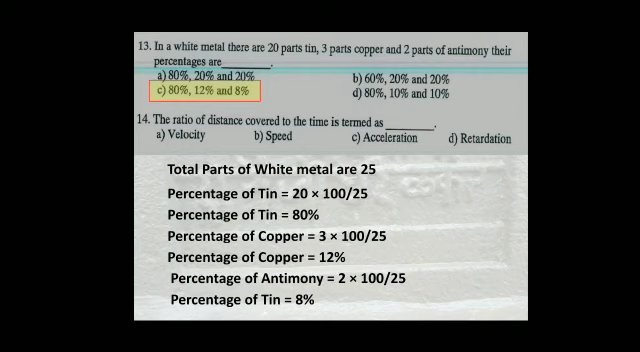 13. In a white metal there are 20 parts tin, 3 parts copper and 2 parts of antimony their
percentages are________.
a) 80%, 20% and 20%
b) 60%, 20% and 20%
c) 80%, 12% and 8%
d) 80%, 10% and 10%
14. The ratio of distance covered to the time is termed as ________.
a) Velocity b) Speed c) Acceleration d) Retardation
Total Parts of White metal are 25
Percentage of Tin = 20 × 100/25
Percentage of Tin = 80%
Percentage of Copper = 3 × 100/25
Percentage of Copper = 12%
Percentage of Antimony = 2 × 100/25
Percentage of Tin = 8%